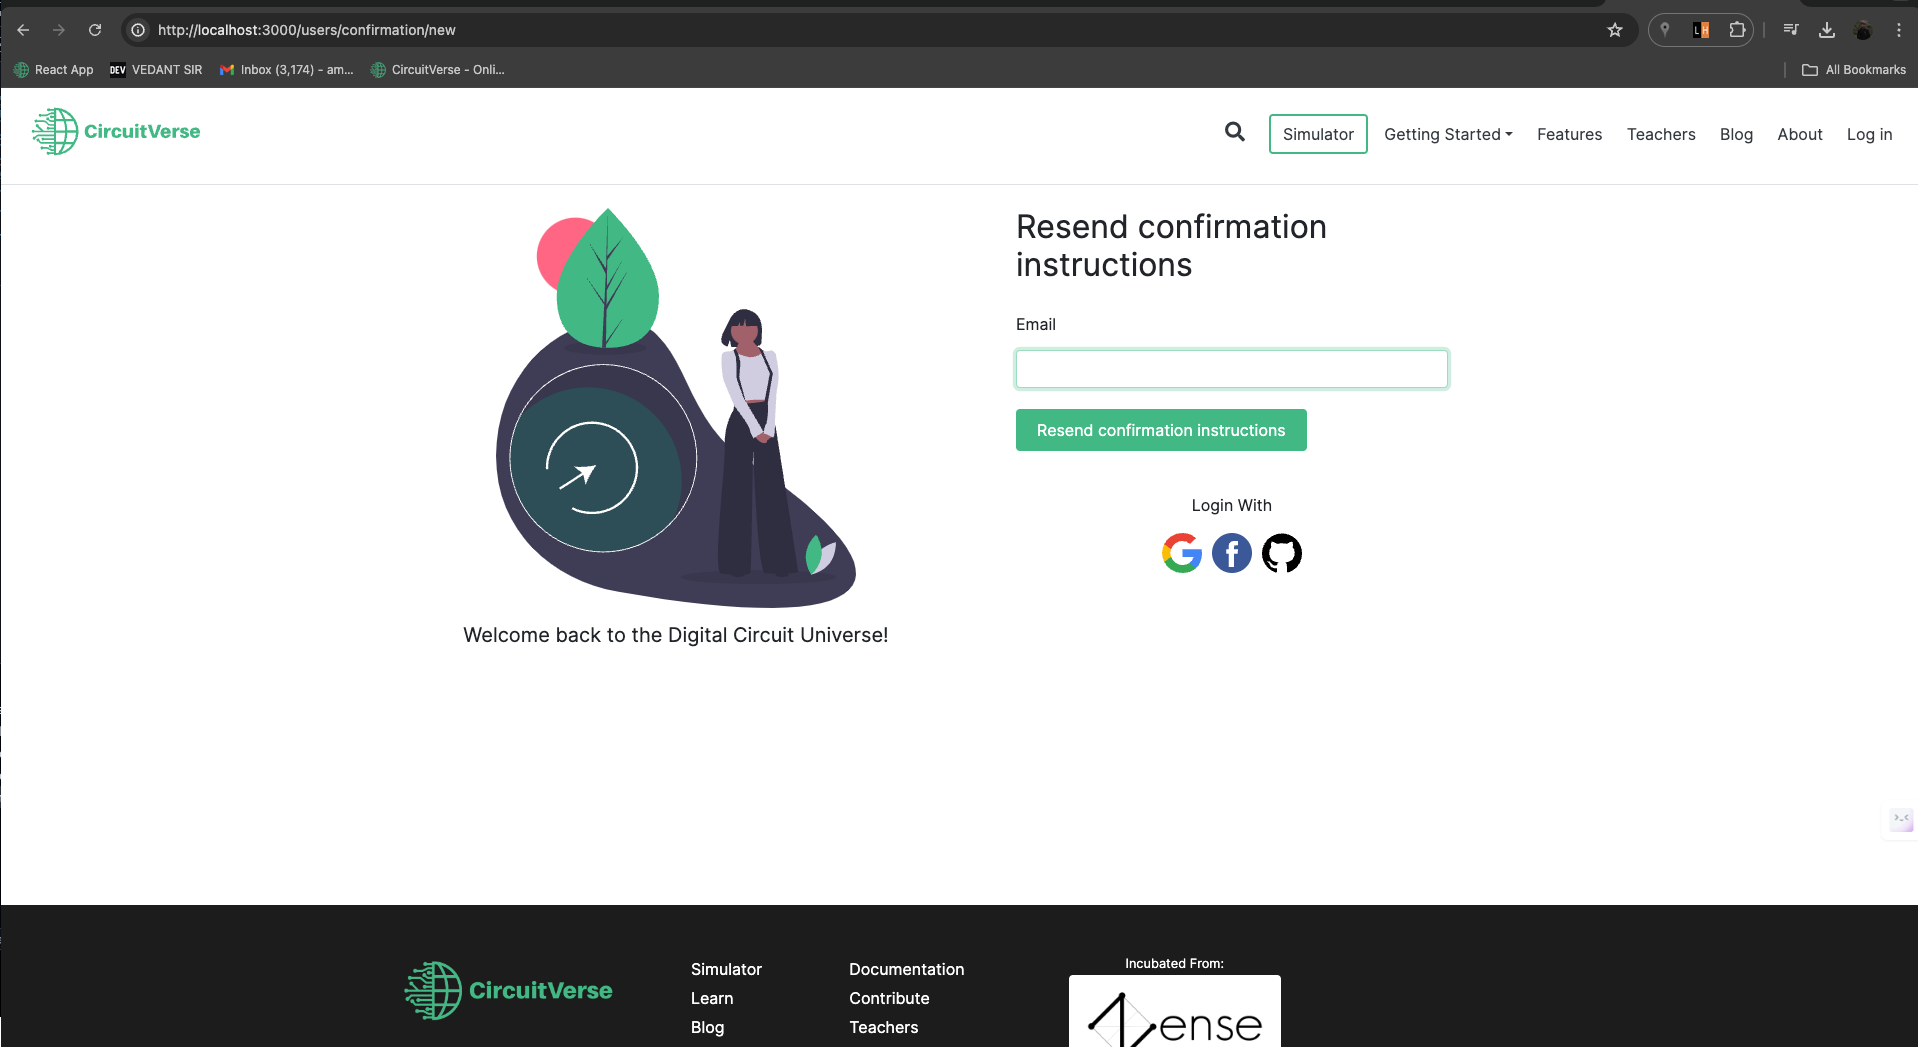 http://localhost:3000/users/confirmation/new
React App
DEV VEDANT SIR
Inbox (3,174) - am...
CircuitVerse - Onli...
All Bookmarks
CircuitVerse
Simulator
Getting Started
Features
Teachers
Blog
About
Log in
Resend confirmation
instructions
Email
Resend confirmation instructions
Login With
Welcome back to the Digital Circuit Universe!
CircuitVerse
Simulator
Learn
Blog
Documentation
Contribute
Teachers
Incubated From:
ense